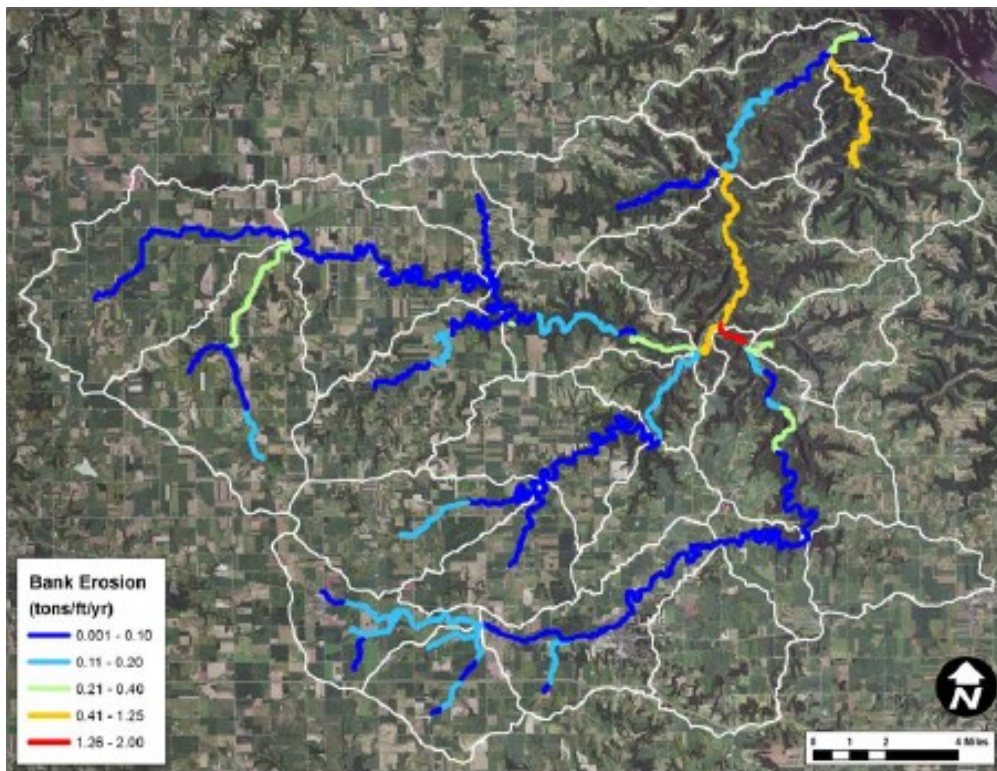 Bank Erosion
(tons/ft/yr)
0.001 - 0.10
0.11 - 0.20
0.21 - 0.40
0.41 - 1.25
1.26 - 2.00
N
0 1 2 4 Miles